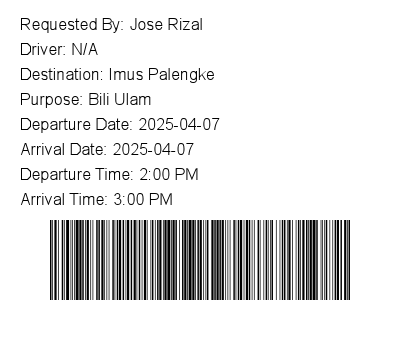 Requested By: Jose Rizal
Driver: N/A
Destination: Imus Palengke
Purpose: Bili Ulam
Departure Date: 2025-04-07
Arrival Date: 2025-04-07
Departure Time: 2:00 PM
Arrival Time: 3:00 PM